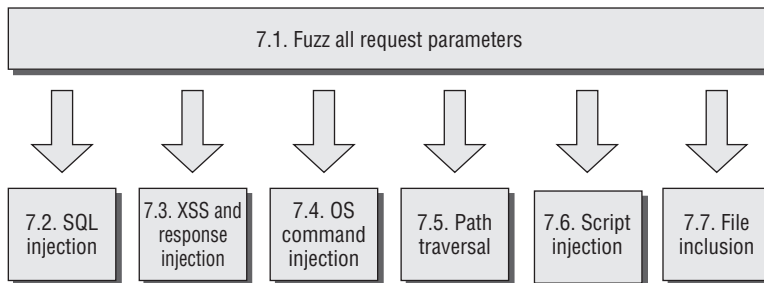 7.1. Fuzz all request parameters
7.2. SQL
injection
7.3. XSS and
response
injection
7.4. OS
command
injection
7.5. Path
traversal
7.6. Script
injection
7.7. File
inclusion